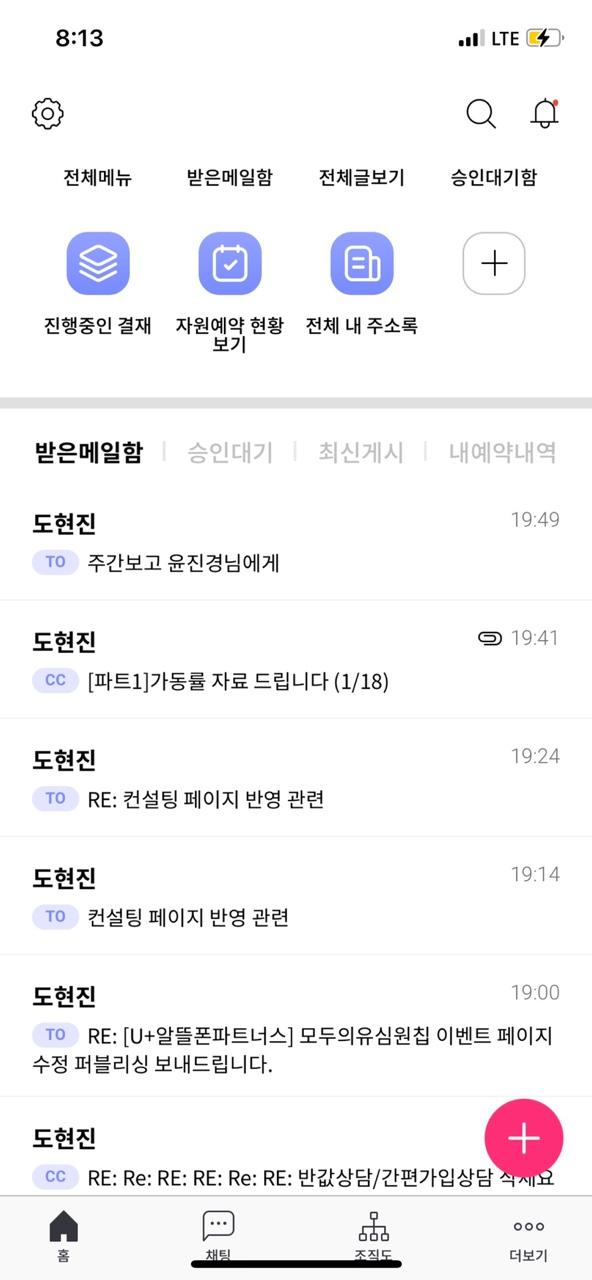 8:13
LTE
전체메뉴 받은메일함 전체글보기 승인대기함
진행중인 결재 자원예약 현황 전체 내 주소록
보기
받은메일함 승인대기 최신게시 내예약내역
도현진 19:49
TO 주간보고 윤진경님에게
도현진 19:41
CC [파트1]가동률 자료 드립니다 (1/18)
도현진 19:24
TO RE: 컨설팅 페이지 반영 관련
도현진 19:14
TO 컨설팅 페이지 반영 관련
도현진 19:00
TO RE: [U+알뜰폰파트너스] 모두의유심원칩 이벤트 페이지
수정 퍼블리싱 보내드립니다.
도현진
CC RE: Re: RE: RE: Re: RE: 반값상담/간편가입상담
홈 채팅 조직도 더보기